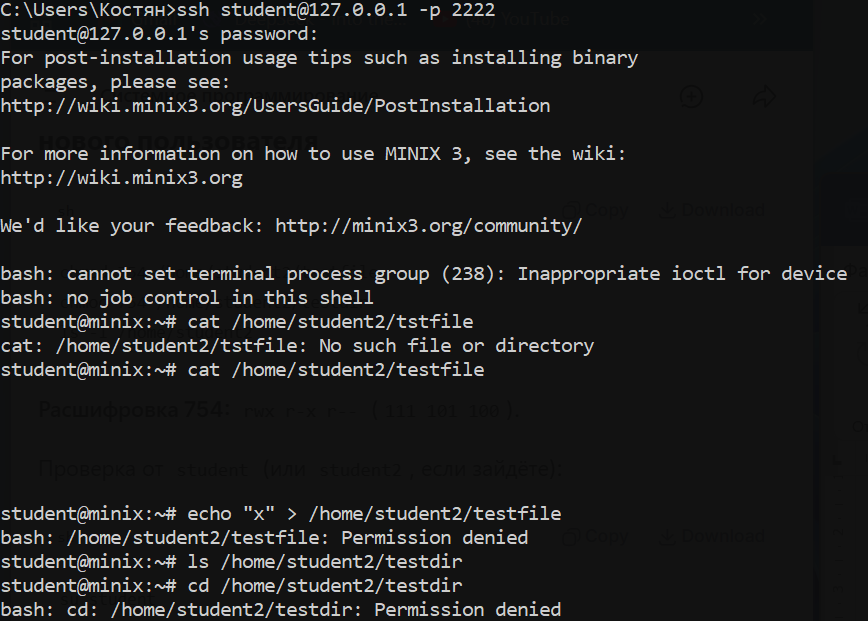 C:\Users\Костян>ssh student@127.0.0.1 -p 2222
student@127.0.0.1's password:
For post-installation usage tips such as installing binary
packages, please see:
http://wiki.minix3.org/UsersGuide/PostInstallation
нового пользователя
For more information on how to use MINIX 3, see the wiki:
http://wiki.minix3.org
Copy Download
We'd like your feedback: http://minix3.org/community/
bash: cannot set terminal process group (238): Inappropriate ioctl for device
bash: no job control in this shell
student@minix:~# cat /home/student2/tstfile
cat: /home/student2/tstfile: No such file or directory
student@minix:~# cat /home/student2/testfile
Расшифровка 754: rwx r-x r-- (111 101 100).
Проверка от student (или student2, если зайдёте):
student@minix:~# echo "x" > /home/student2/testfile
bash: /home/student2/testfile: Permission denied
Copy Download
student@minix:~# ls /home/student2/testdir
student@minix:~# cd /home/student2/testdir
bash: cd: /home/student2/testdir: Permission denied